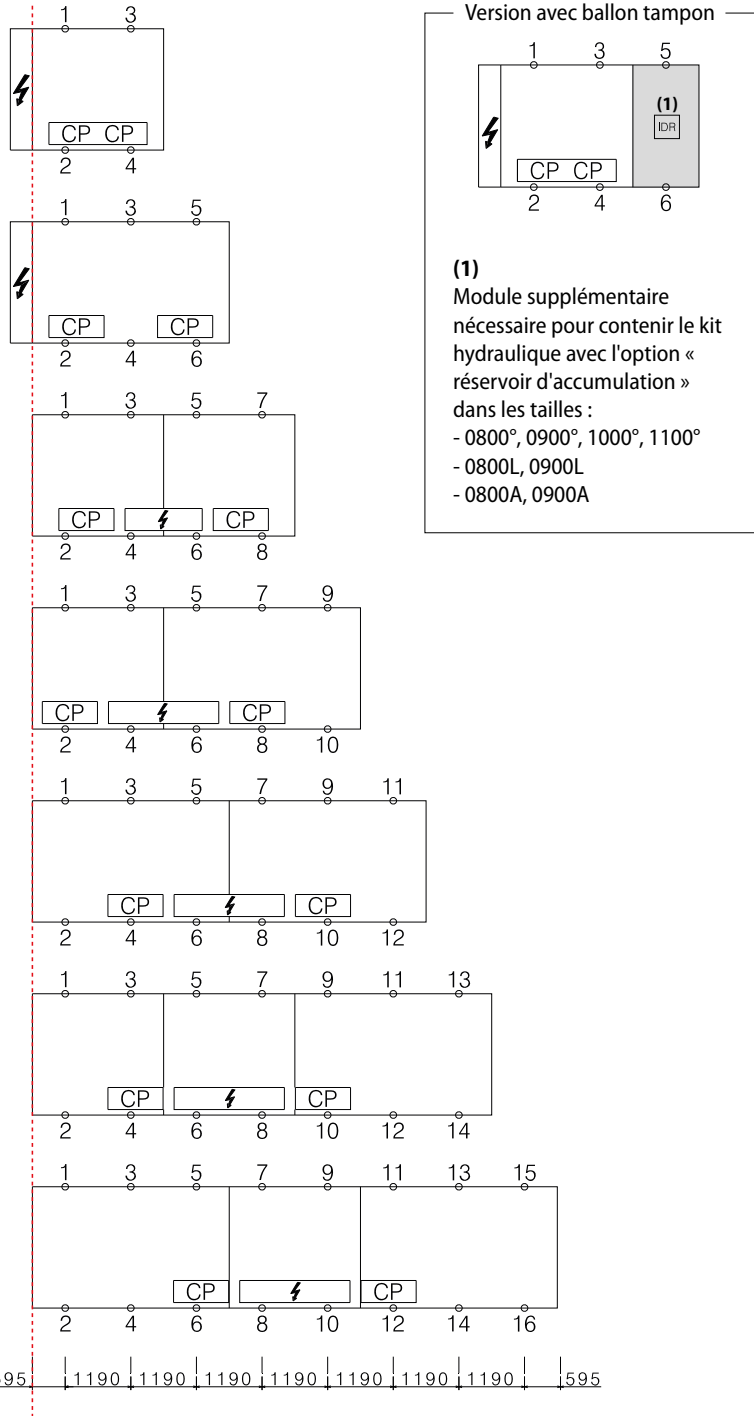 1 3
CP CP
2 4
1 3 5
CP CP
2 4 6
1 3 5 7
CP CP
2 4 6 8
1 3 5 7 9
CP CP
2 4 6 8 10
1 3 5 7 9 11
CP CP
2 4 6 8 10 12
1 3 5 7 9 11 13
CP CP
2 4 6 8 10 12 14
1 3 5 7 9 11 13 15
CP CP
2 4 6 8 10 12 14 16
95 1190 1190 1190 1190 1190 1190 1190 595
Version avec ballon tampon
1 3 5
(1)
IDR
CP CP
2 4 6
(1)
Module supplémentaire
nécessaire pour contenir le kit
hydraulique avec l'option «
réservoir d'accumulation »
dans les tailles :
- 0800°, 0900°, 1000°, 1100°
- 0800L, 0900L
- 0800A, 0900A